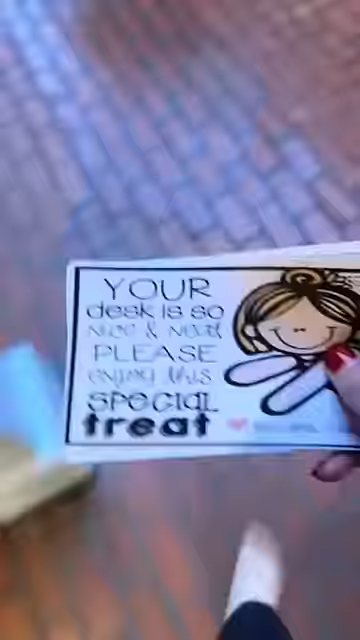 YOUR
desk is so
nice & neat
PLEASE
enjoy this
SPECIAL
treat